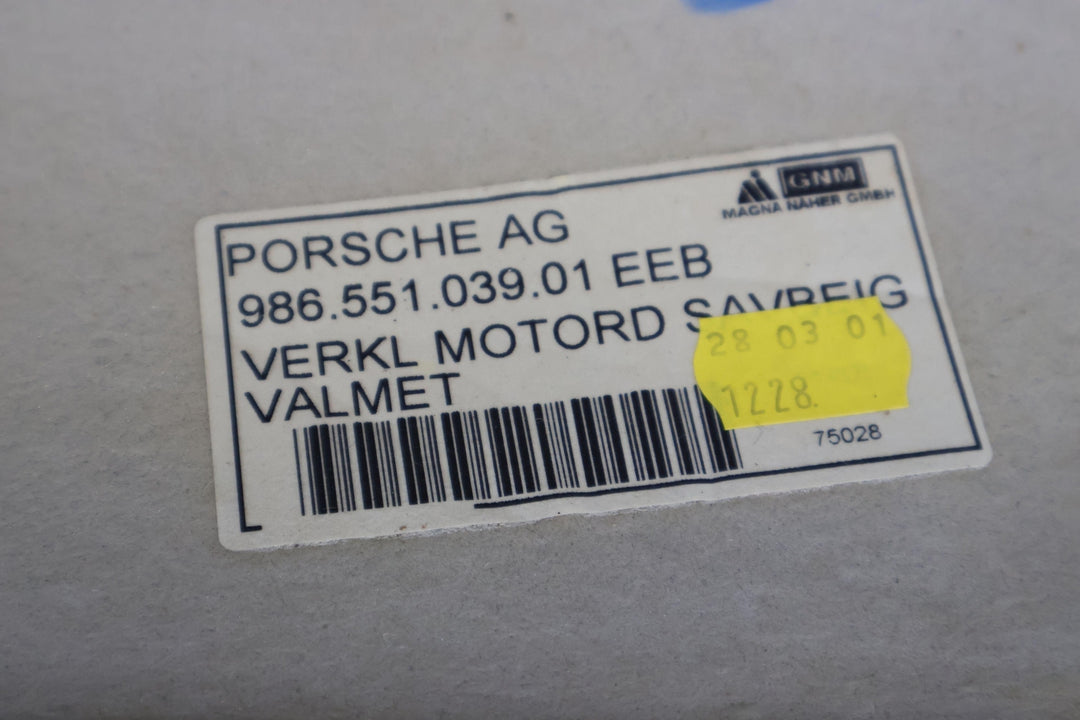 GNM
MAGNA NAHER GMBH
PORSCHE AG
986.551.039.01 EEB
VERKL MOTORD SAVBEIG
VALMET
28 03 01
1228.
75028